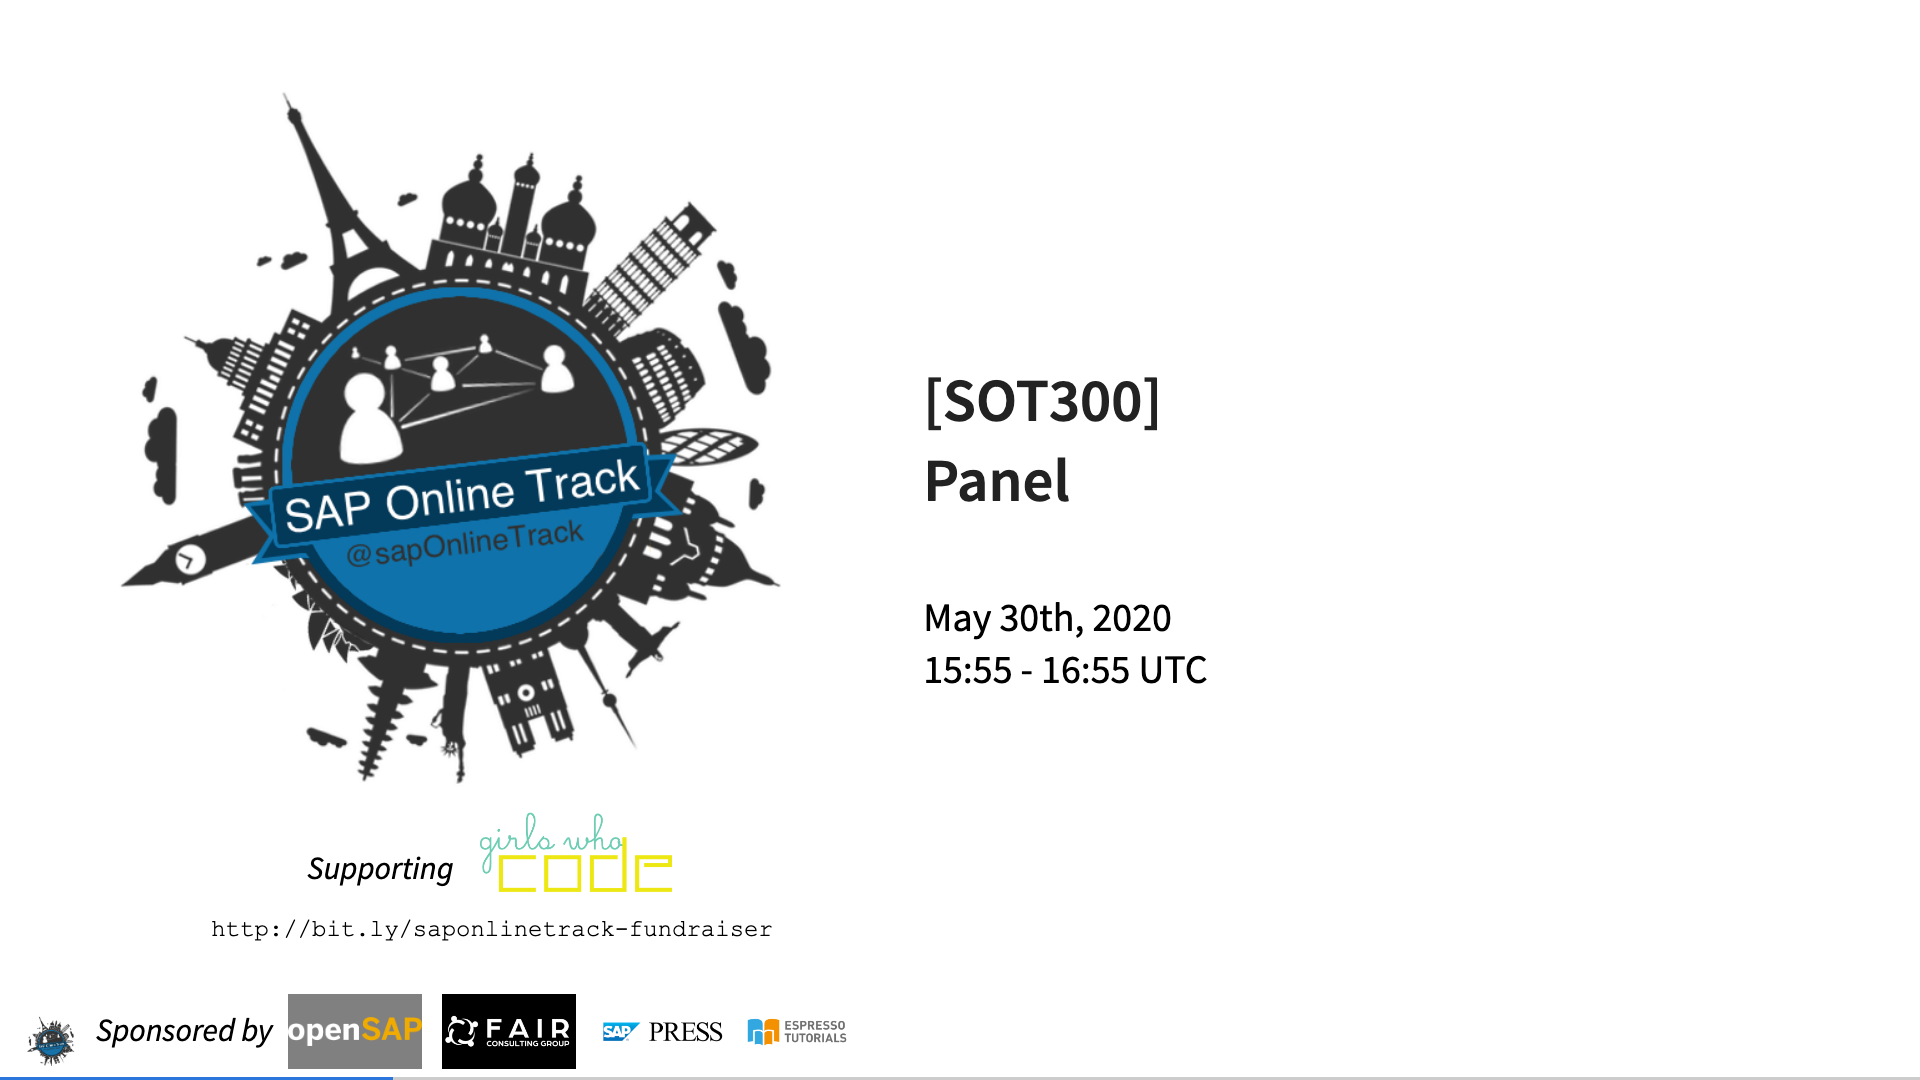 SAP Online Track
@sapOnlineTrack
[SOT300]
Panel
May 30th, 2020
15:55 - 16:55 UTC
Supporting
girls who
code
http://bit.ly/saponlinetrack-fundraiser
Sponsored by
openSAP
FAIR
CONSULTING GROUP
SAP PRESS
ESPRESSO
TUTORIALS